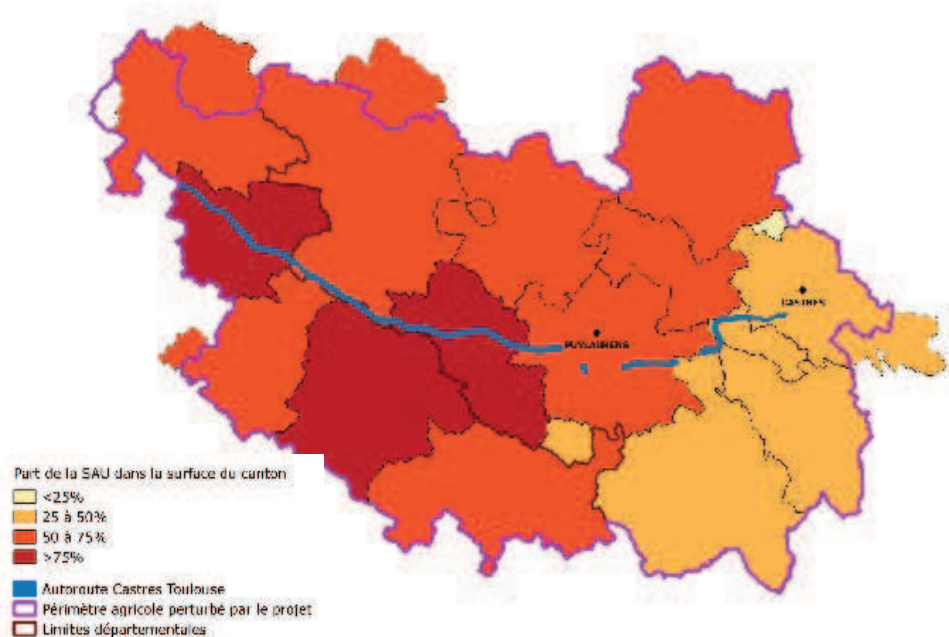 CASTRES
PUYLAURENS
Part de la SAU dans la surface du canton
<25%
25 à 50%
50 à 75%
>75%
Autoroute Castres Toulouse
Périmètre agricole perturbé par le projet
Limites départementales